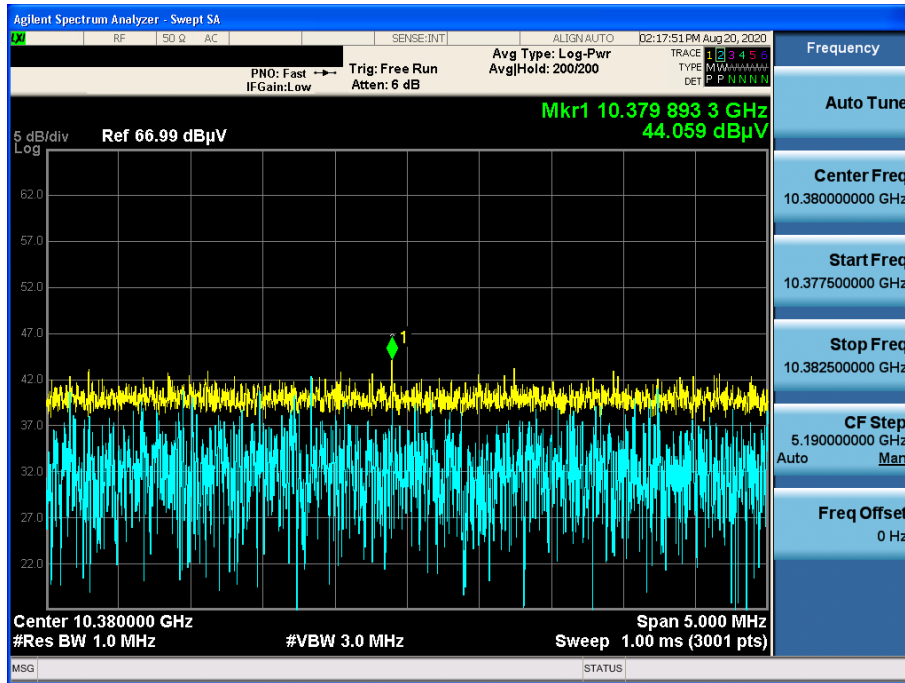 Agilent Spectrum Analyzer - Swept SA
LXI RF 50 Ω AC SENSE:INT ALIGN AUTO 02:17:51 PM Aug 20, 2020
PNO: Fast Trig: Free Run Avg Type: Log-Pwr TRACE 1 2 3 4 5 6
IFGain:Low Atten: 6 dB Avg|Hold: 200/200 TYPE M W W W W W
DET P P N N N N
Frequency
Mkr1 10.379 893 3 GHz
44.059 dBµV
5 dB/div Ref 66.99 dBµV
Log
62.0
57.0
52.0
47.0
42.0
37.0
32.0
27.0
22.0
1
Center 10.380000 GHz Span 5.000 MHz
#Res BW 1.0 MHz #VBW 3.0 MHz Sweep 1.00 ms (3001 pts)
MSG STATUS
Auto Tune
Center Freq
10.380000000 GHz
Start Freq
10.377500000 GHz
Stop Freq
10.382500000 GHz
CF Step
5.190000000 GHz
Auto Man
Freq Offset
0 Hz